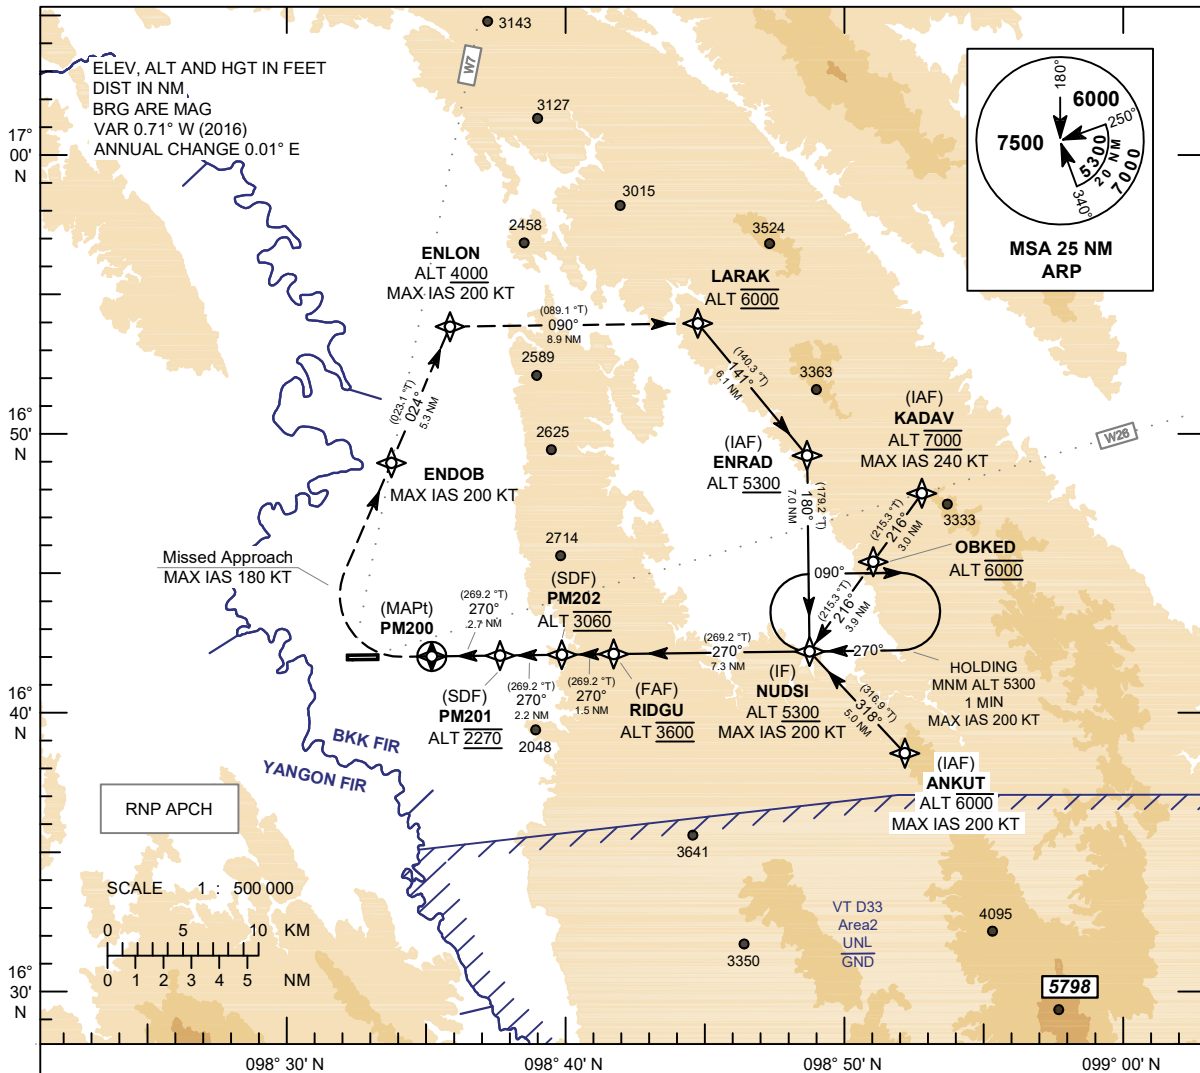 3143
W7
ELEV, ALT AND HGT IN FEET
DIST IN NM
BRG ARE MAG
VAR 0.71° W (2016)
ANNUAL CHANGE 0.01° E
17°
00'
N
3127
3015
2458
3524
180°
6000
250°
7500
5300
20 NM
7000
340°
MSA 25 NM
ARP
ENLON
ALT 4000
MAX IAS 200 KT
LARAK
ALT 6000
(089.1 °T)
090°
8.9 NM
2589
(023.1 °T)
024°
5.3 NM
(140.3 °T)
141°
6.1 NM
3363
(IAF)
KADAV
ALT 7000
MAX IAS 240 KT
W26
16°
50'
N
2625
ENDOB
MAX IAS 200 KT
(IAF)
ENRAD
ALT 5300
(179.2 °T)
180°
7.0 NM
(215.3 °T)
216°
3.0 NM
3333
OBKED
ALT 6000
2714
Missed Approach
MAX IAS 180 KT
(SDF)
PM202
ALT 3060
090°
(215.3 °T)
216°
3.9 NM
(MAPt)
PM200
(269.2 °T)
270°
2.7 NM
(269.2 °T)
270°
7.3 NM
270°
HOLDING
MNM ALT 5300
1 MIN
MAX IAS 200 KT
(SDF)
PM201
ALT 2270
(269.2 °T)
270°
2.2 NM
(269.2 °T)
270°
1.5 NM
(FAF)
RIDGU
ALT 3600
(IF)
NUDSI
ALT 5300
MAX IAS 200 KT
(316.9 °T)
318°
5.0 NM
16°
40'
N
2048
BKK FIR
YANGON FIR
(IAF)
ANKUT
ALT 6000
MAX IAS 200 KT
RNP APCH
3641
SCALE 1 : 500 000
0 5 10 KM
0 1 2 3 4 5 NM
VT D33
Area2
UNL
GND
3350
4095
5798
16°
30'
N
098° 30' N
098° 40' N
098° 50' N
099° 00' N